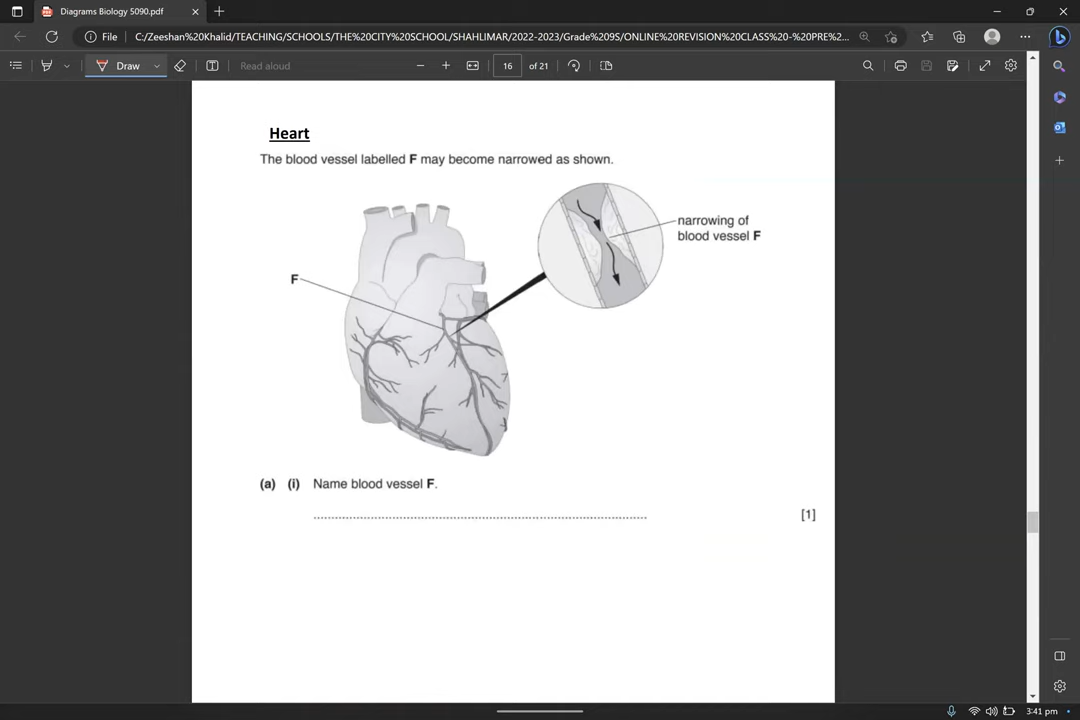 Diagrams Biology 5090.pdf
File
C:/Zeeshan%20Khalid/TEACHING/SCHOOLS/THE%20CITY%20SCHOOL/SHAHLIMAR/2022-2023/Grade%209S/ONLINE%20REVISION%20CLASS%20-%20PRE%2...
Draw
Read aloud
16
of 21
Heart
The blood vessel labelled F may become narrowed as shown.
narrowing of
blood vessel F
F
(a) (i) Name blood vessel F.
[1]
3:41 pm